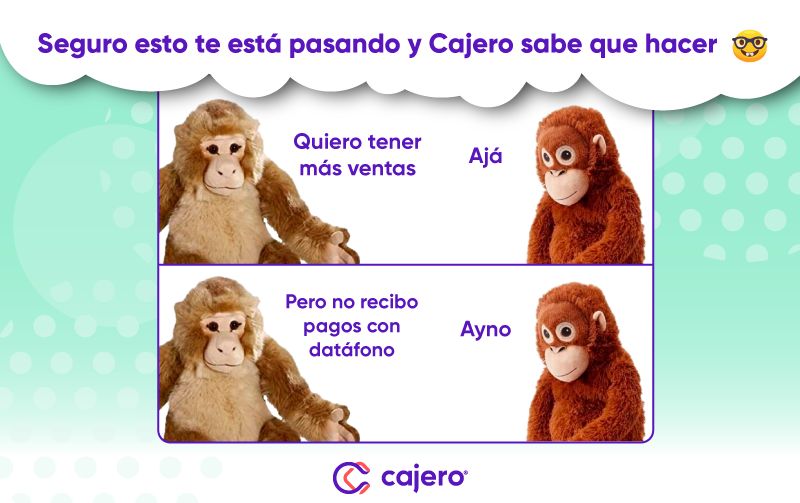 Seguro esto te está pasando y Cajero sabe que hacer 🤓
Quiero tener
más ventas
Ajá
Pero no recibo
pagos con
datáfono
Ayno
cajero®